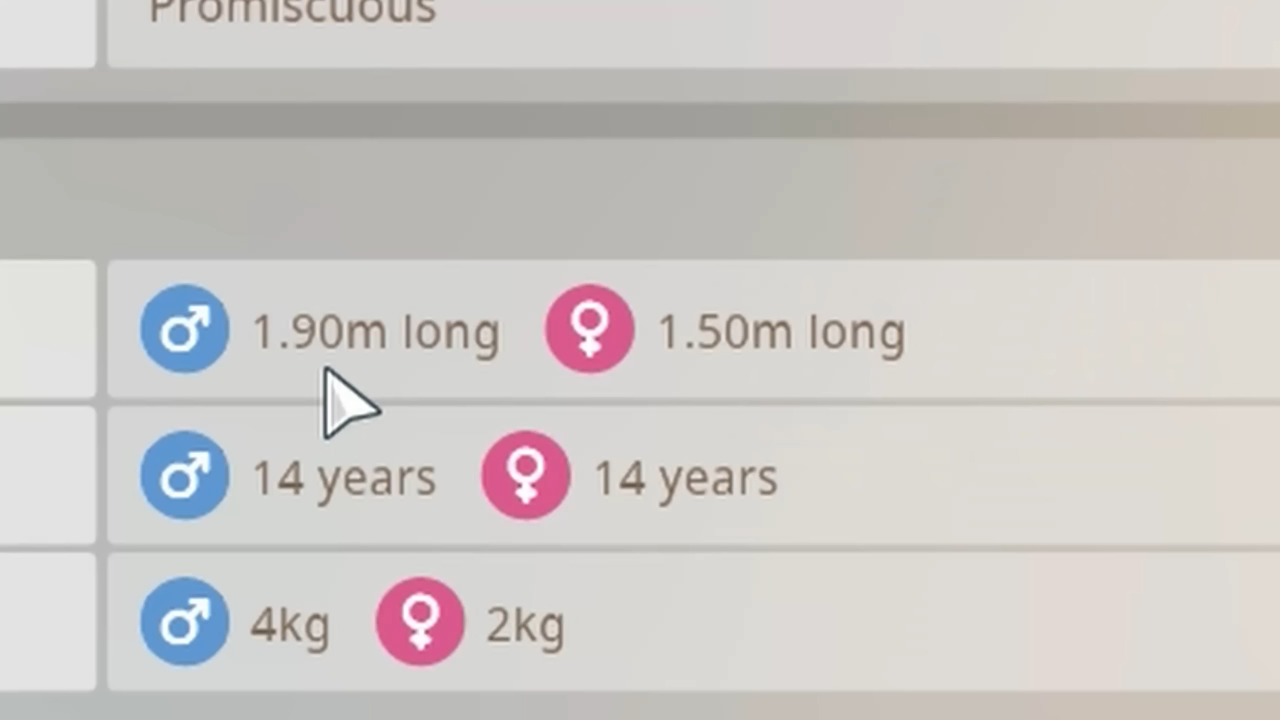 Promiscuous
♂ 1.90m long ♀ 1.50m long
♂ 14 years ♀ 14 years
♂ 4kg ♀ 2kg